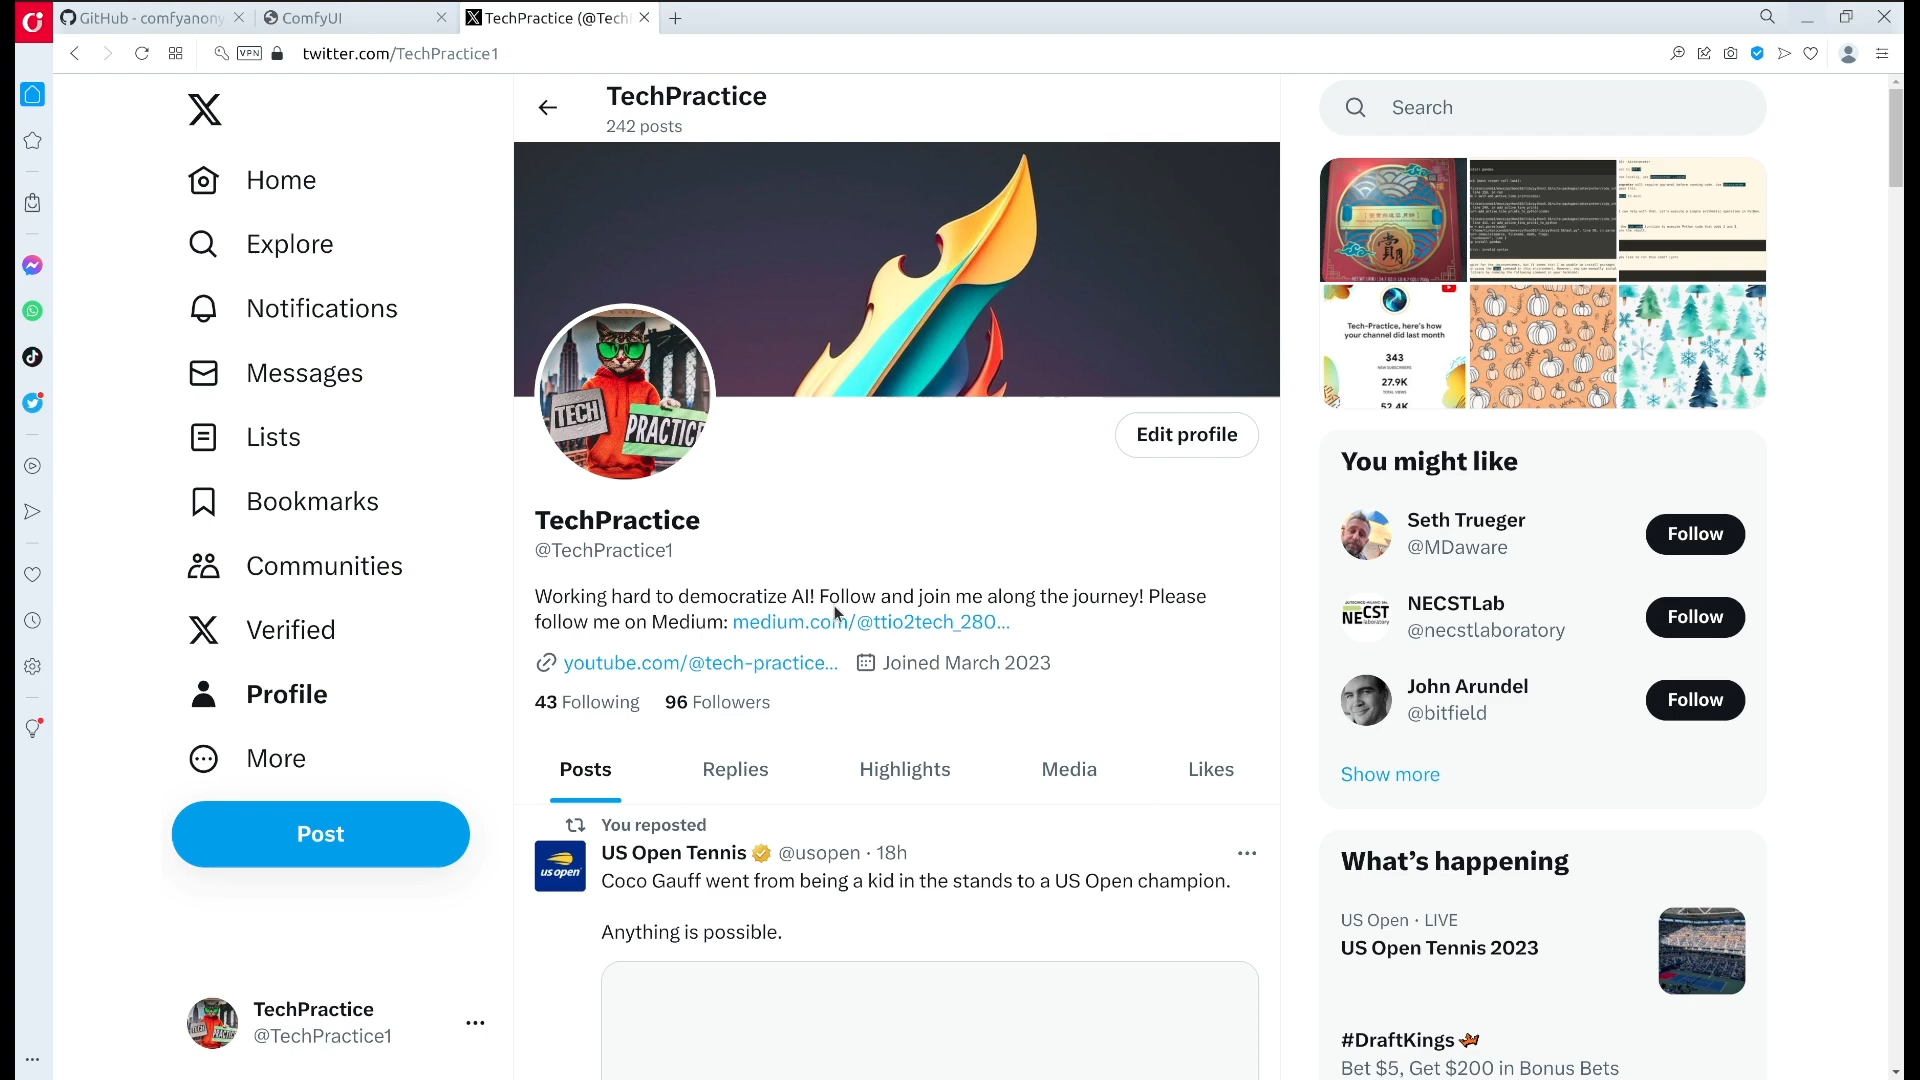 GitHub - comfyanony
ComfyUI
TechPractice (@Tech
VPN
twitter.com/TechPractice1
Home
Explore
Notifications
Messages
Lists
Bookmarks
Communities
Verified
Profile
More
Post
TechPractice
@TechPractice1
TechPractice
242 posts
TECH
PRACTICE
Edit profile
TechPractice
@TechPractice1
Working hard to democratize AI! Follow and join me along the journey! Please
follow me on Medium: medium.com/@ttio2tech_280...
youtube.com/@tech-practice... Joined March 2023
43 Following 96 Followers
Posts Replies Highlights Media Likes
You reposted
US Open Tennis @usopen · 18h
us open
Coco Gauff went from being a kid in the stands to a US Open champion.
Anything is possible.
Search
Tech-Practice, here's how
your channel did last month
343
27.9K
52.4K
You might like
Seth Trueger
@MDaware
Follow
NECST
laboratory
NECSTLab
@necstlaboratory
Follow
John Arundel
@bitfield
Follow
Show more
What's happening
US Open · LIVE
US Open Tennis 2023
#DraftKings
Bet $5, Get $200 in Bonus Bets